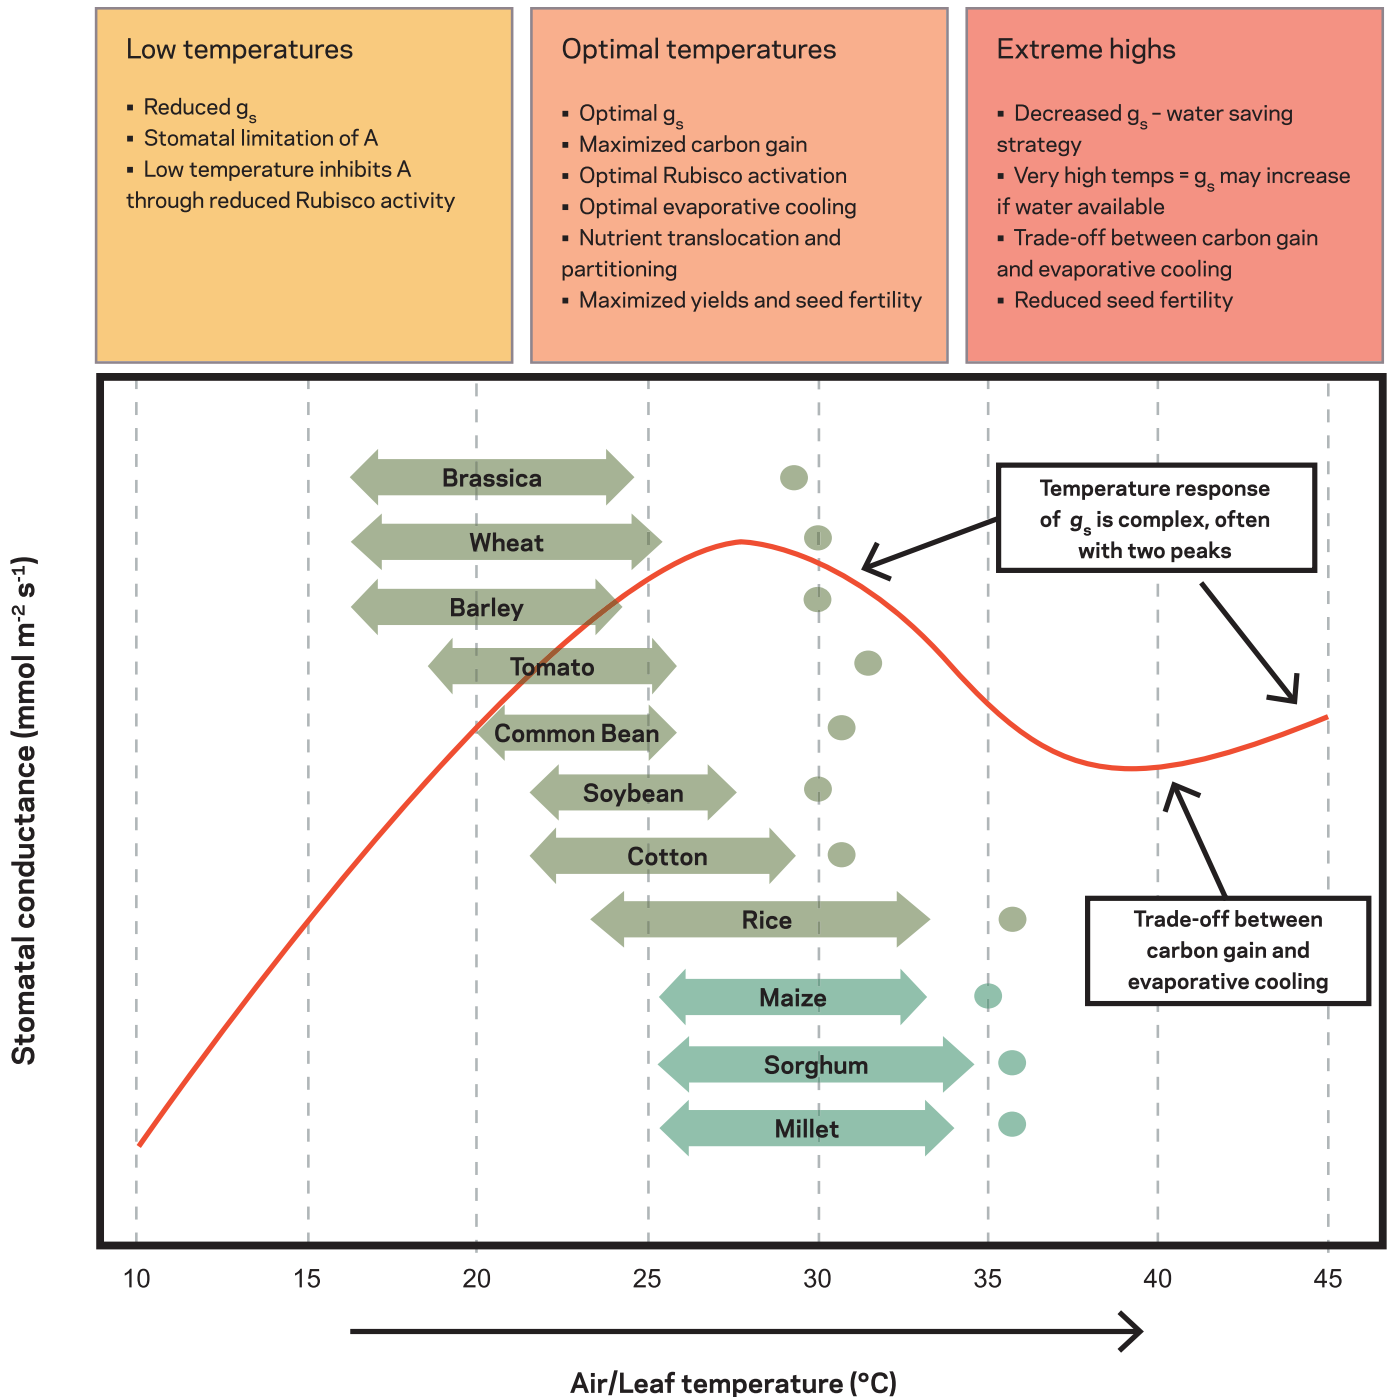 Low temperatures
▪ Reduced gs
▪ Stomatal limitation of A
▪ Low temperature inhibits A
through reduced Rubisco activity
Optimal temperatures
▪ Optimal gs
▪ Maximized carbon gain
▪ Optimal Rubisco activation
▪ Optimal evaporative cooling
▪ Nutrient translocation and
partitioning
▪ Maximized yields and seed fertility
Extreme highs
▪ Decreased gs – water saving
strategy
▪ Very high temps = gs may increase
if water available
▪ Trade-off between carbon gain
and evaporative cooling
▪ Reduced seed fertility
Stomatal conductance (mmol m-2 s-1)
Brassica
Wheat
Barley
Tomato
Common Bean
Soybean
Cotton
Rice
Maize
Sorghum
Millet
Temperature response
of gs is complex, often
with two peaks
Trade-off between
carbon gain and
evaporative cooling
10 15 20 25 30 35 40 45
Air/Leaf temperature (°C)